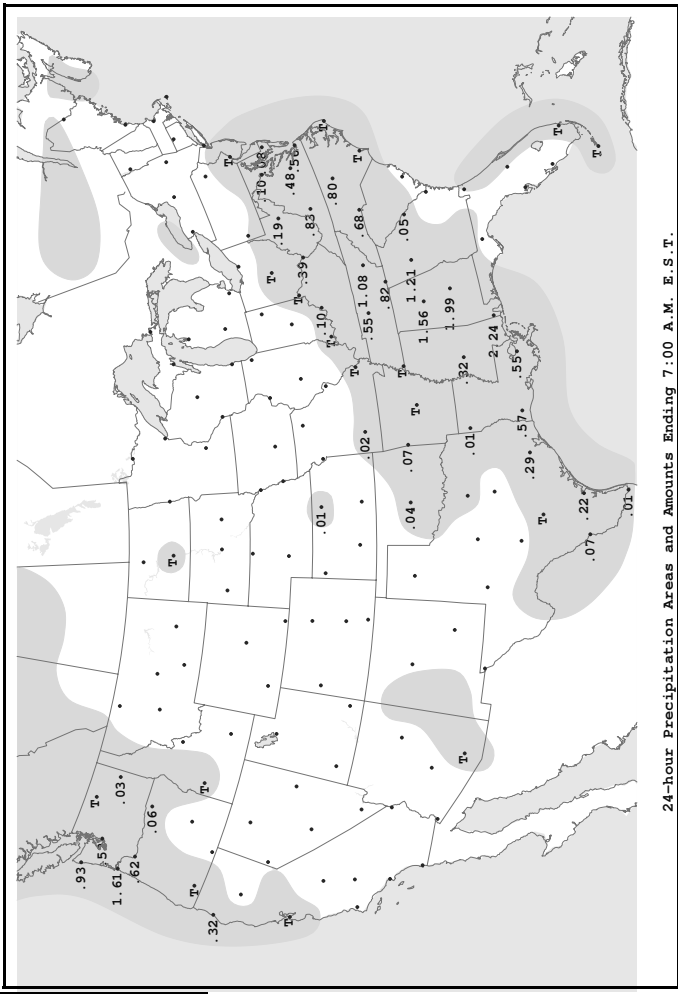 .93
T
1.61
.03
.62
.06
T
T
T
.32
T
.10
.08
T
.19
T
.48
.56
T
.39
.83
.10
.01
T
T
.80
T
T
.68
1.08
.02
.55
.82
T
.05
.07
.04
1.21
T
1.56
1.99
.32
T
.01
2.24
.55
.57
.29
T
T
.22
.07
T
.01
24-hour Precipitation Areas and Amounts Ending 7:00 A.M. E.S.T.